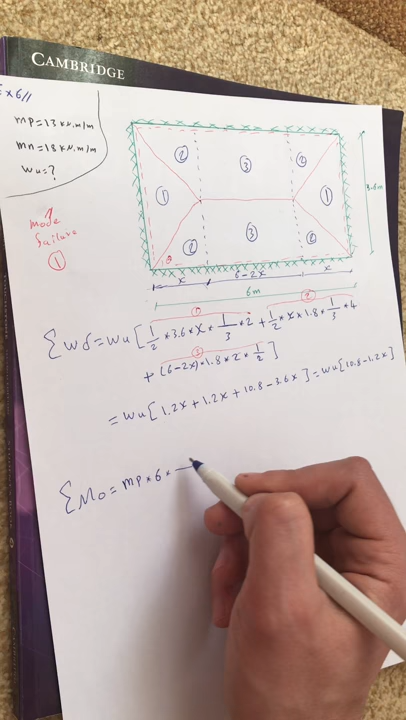 CAMBRIDGE
Ex6//
mp=13 kN.m/m
mn=18 kN.m/m
wu=?
mode
failure
1
2
3
2
1
1
2
3
2
θ
3.6m
x
6-2x
x
6m
1
2
Σwδ=wu[1/2*3.6*x*1/3*2+1/2*x*1.8*1/3*4
3
+(6-2x)*1.8*2*1/2]
=wu[1.2x+1.2x+10.8-3.6x]=wu[10.8-1.2x]
ΣMθ=mp*6*